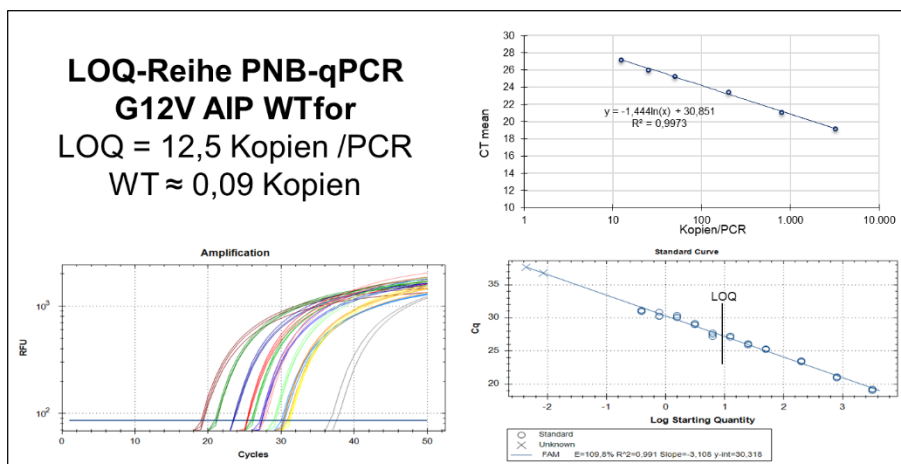 LOQ-Reihe PNB-qPCR
G12V AIP WTfor
LOQ = 12,5 Kopien /PCR
WT ≈ 0,09 Kopien
30
28
26
24
22
20
18
16
14
12
10
CT mean
y = -1,444ln(x) + 30,851
R² = 0,9973
1
10
100
1.000
10.000
Kopien/PCR
Amplification
10³
10²
RFU
0
10
20
30
40
50
Cycles
Standard Curve
35
30
25
20
Cq
LOQ
-2
-1
0
1
2
3
Log Starting Quantity
Standard
Unknown
FAM E=109,8% R^2=0,991 Slope=-3,108 y-int=30,318